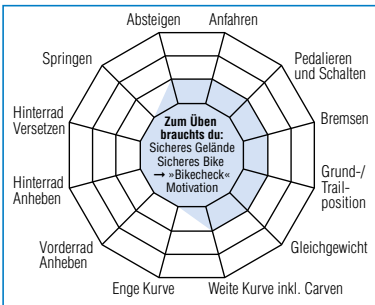 Absteigen
Anfahren
Springen
Pedalieren
und Schalten
Hinterrad
Versetzen
Bremsen
Zum Üben
brauchts du:
Sicheres Gelände
Sicheres Bike
→ »Bikecheck«
Motivation
Hinterrad
Anheben
Grund-/
Trail-
position
Vorderrad
Anheben
Gleichgewicht
Enge Kurve
Weite Kurve inkl. Carven